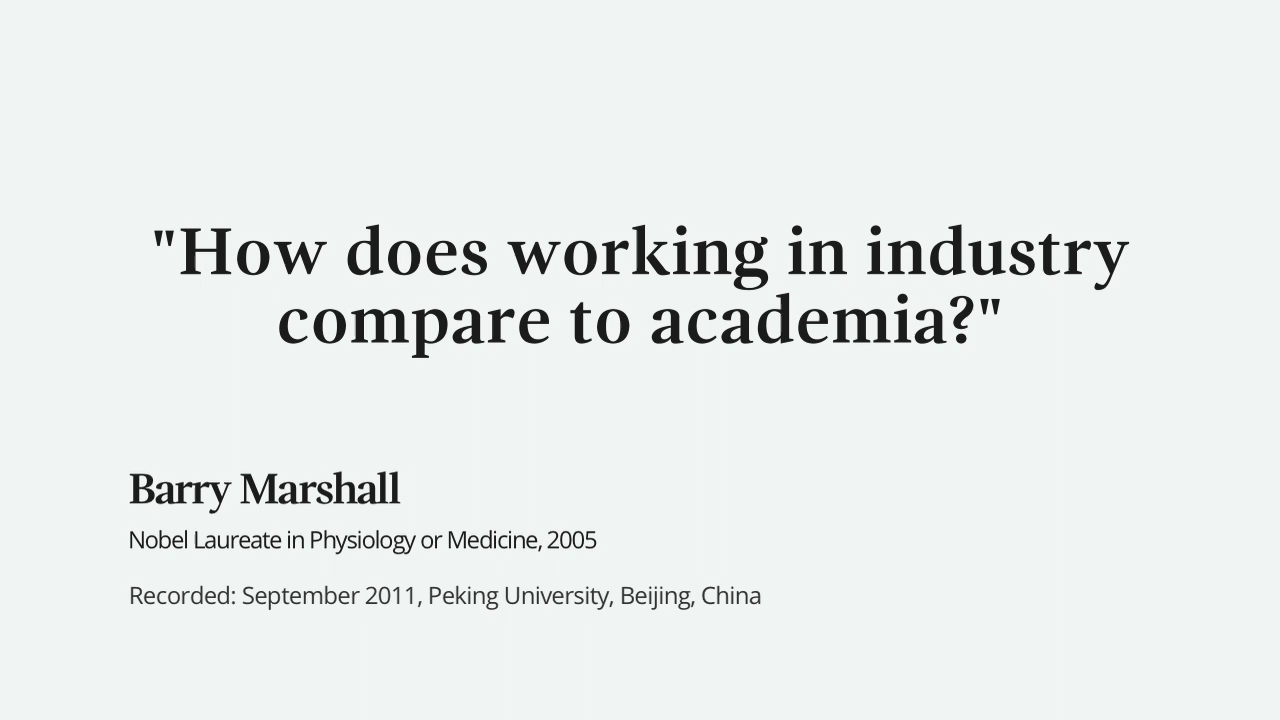 "How does working in industry
compare to academia?"
Barry Marshall
Nobel Laureate in Physiology or Medicine, 2005
Recorded: September 2011, Peking University, Beijing, China